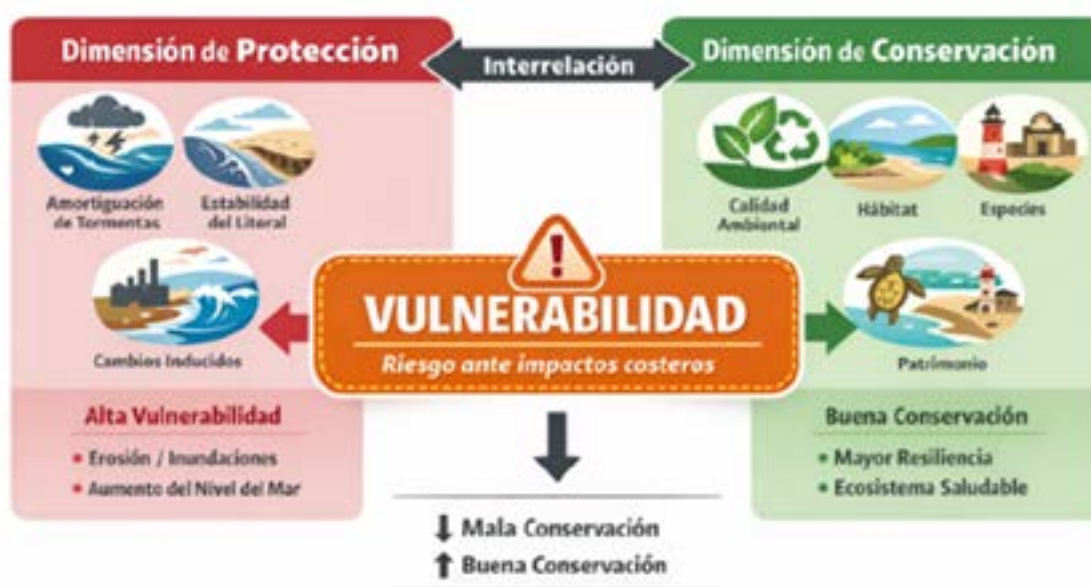 Dimensión de Protección
Interrelación
Dimensión de Conservación
Amortiguación
de Tormentas
Estabilidad
del Litoral
Cambios Inducidos
Calidad
Ambiental
Hábitat
Especies
Patrimonio
!
VULNERABILIDAD
Riesgo ante impactos costeros
Alta Vulnerabilidad
• Erosión / Inundaciones
• Aumento del Nivel del Mar
Buena Conservación
• Mayor Resiliencia
• Ecosistema Saludable
↓ Mala Conservación
↑ Buena Conservación